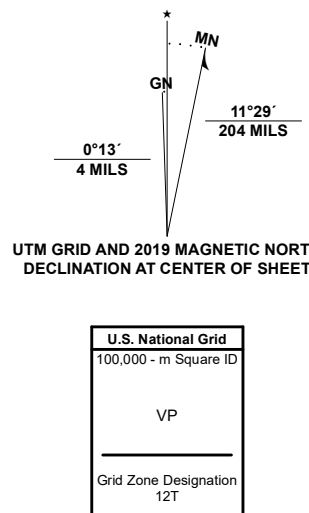 ★
MN
GN
11°29´
204 MILS
0°13´
4 MILS
UTM GRID AND 2019 MAGNETIC NORT
DECLINATION AT CENTER OF SHEET
U.S. National Grid
100,000 - m Square ID
VP
Grid Zone Designation
12T